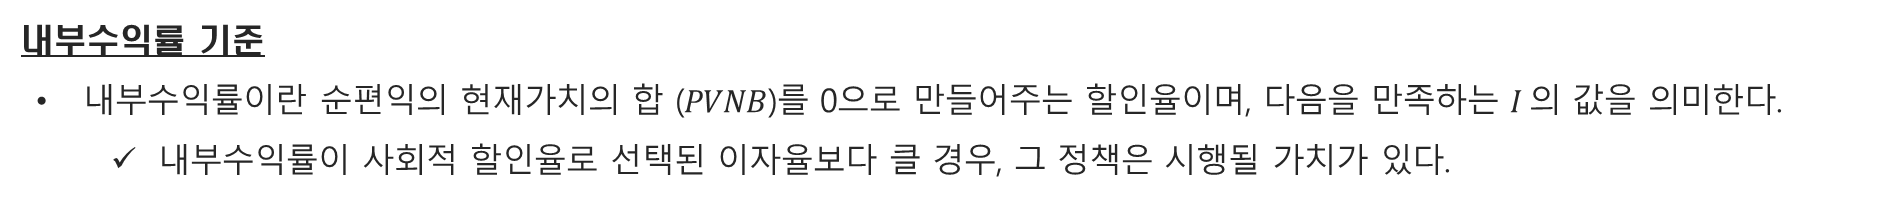 내부수익률 기준
• 내부수익률이란 순편익의 현재가치의 합 (PVNB)를 0으로 만들어주는 할인율이며, 다음을 만족하는 I 의 값을 의미한다.
✓ 내부수익률이 사회적 할인율로 선택된 이자율보다 클 경우, 그 정책은 시행될 가치가 있다.